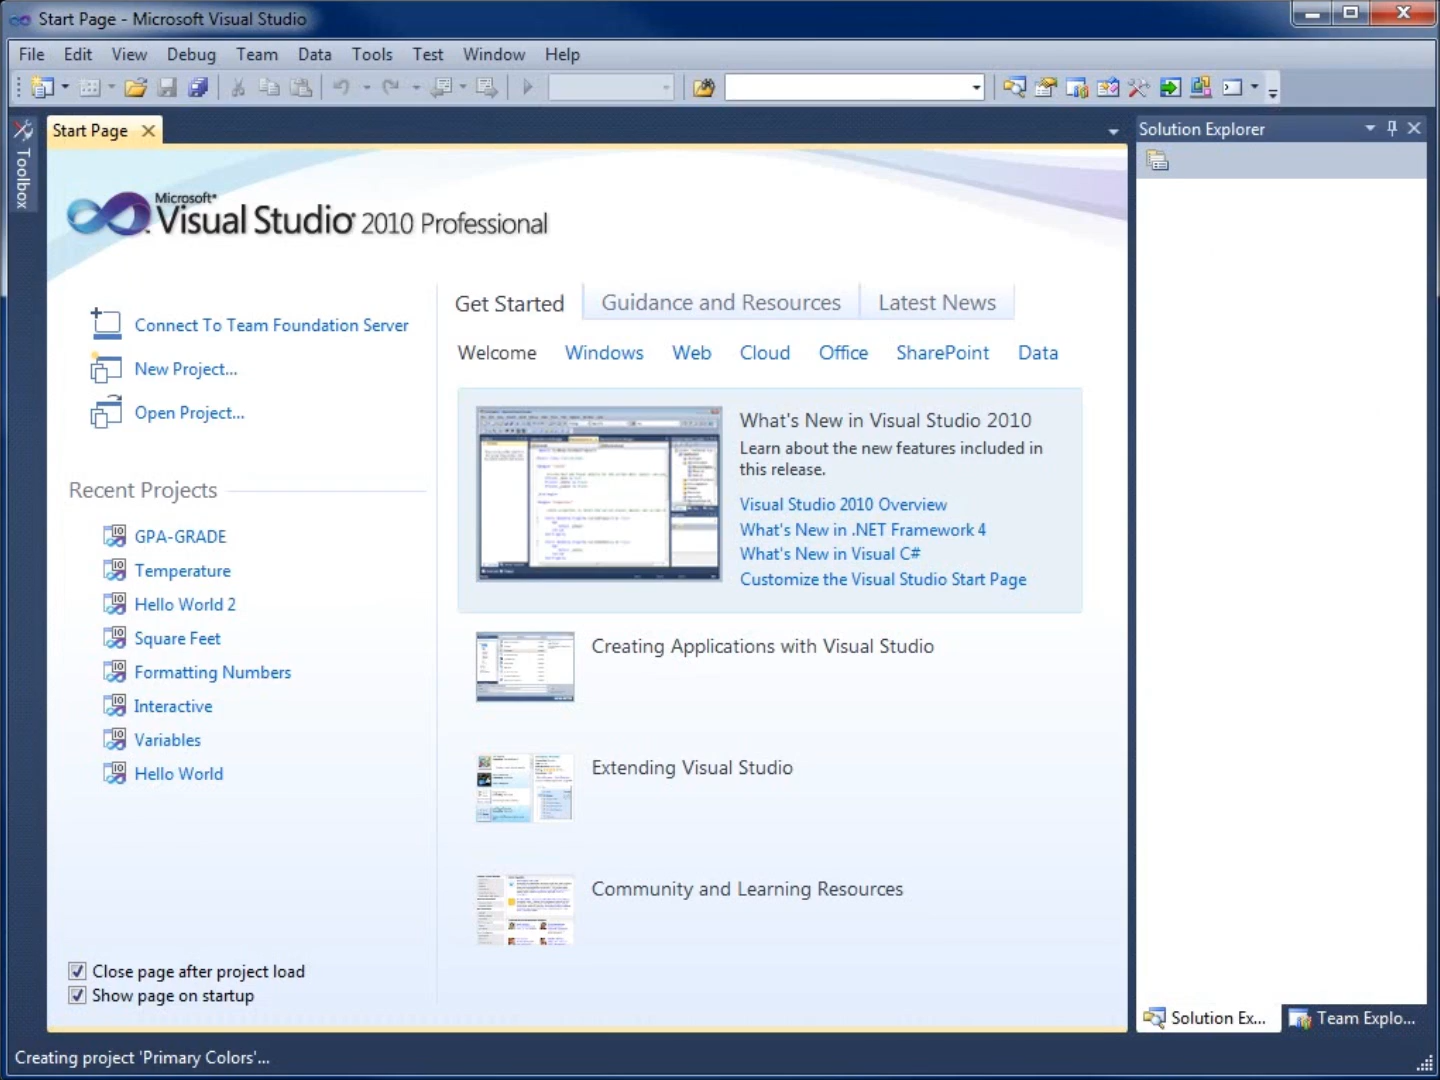 Start Page - Microsoft Visual Studio
File Edit View Debug Team Data Tools Test Window Help
Toolbox
Start Page
Solution Explorer
Microsoft®
Visual Studio 2010 Professional
Connect To Team Foundation Server
New Project...
Open Project...
Recent Projects
GPA-GRADE
Temperature
Hello World 2
Square Feet
Formatting Numbers
Interactive
Variables
Hello World
Close page after project load
Show page on startup
Get Started Guidance and Resources Latest News
Welcome Windows Web Cloud Office SharePoint Data
What's New in Visual Studio 2010
Learn about the new features included in
this release.
Visual Studio 2010 Overview
What's New in .NET Framework 4
What's New in Visual C#
Customize the Visual Studio Start Page
Creating Applications with Visual Studio
Extending Visual Studio
Community and Learning Resources
Solution Ex... Team Explo...
Creating project 'Primary Colors'...